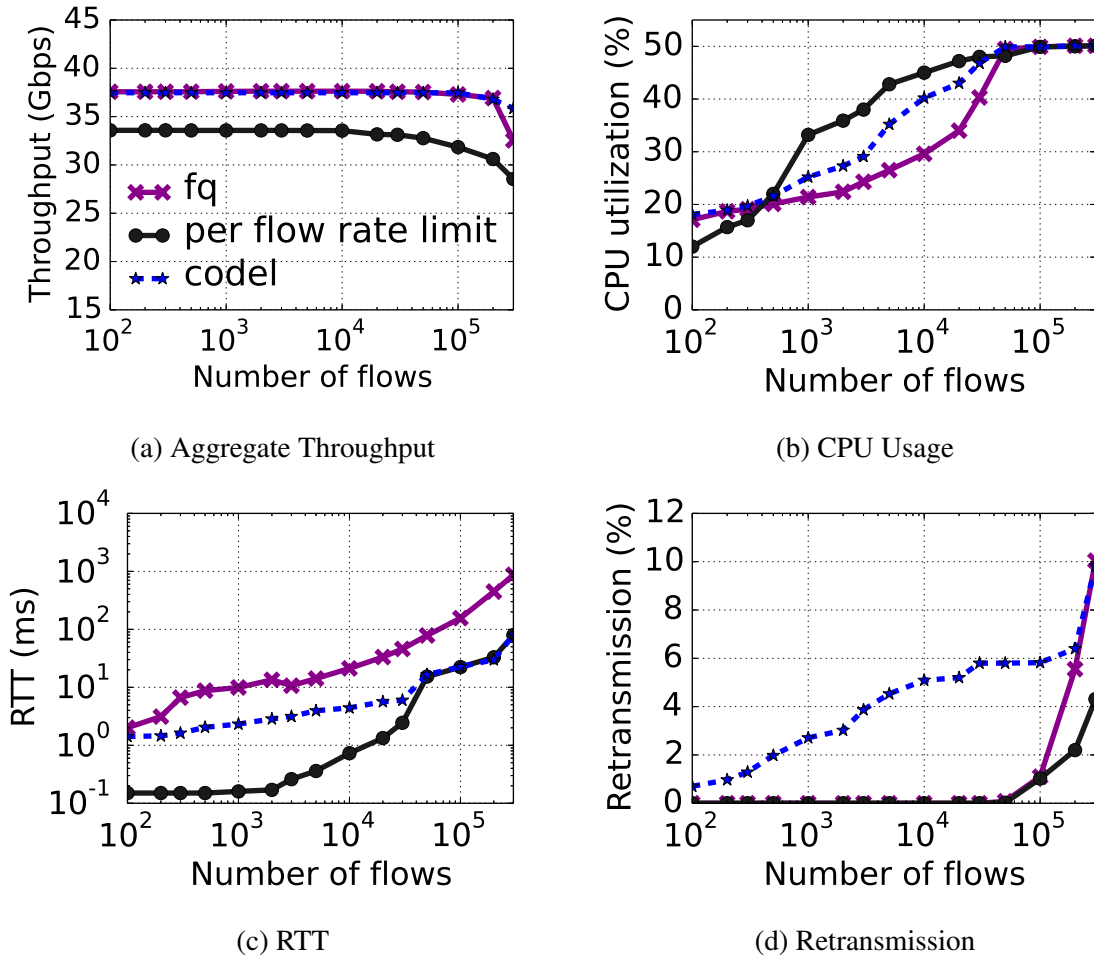 45
40
35
30
25
20
15
Throughput (Gbps)
fq
per flow rate limit
codel
10^2 10^3 10^4 10^5
Number of flows
(a) Aggregate Throughput
50
40
30
20
10
0
CPU utilization (%)
10^2 10^3 10^4 10^5
Number of flows
(b) CPU Usage
10^4
10^3
10^2
10^1
10^0
10^-1
RTT (ms)
10^2 10^3 10^4 10^5
Number of flows
(c) RTT
12
10
8
6
4
2
0
Retransmission (%)
10^2 10^3 10^4 10^5
Number of flows
(d) Retransmission